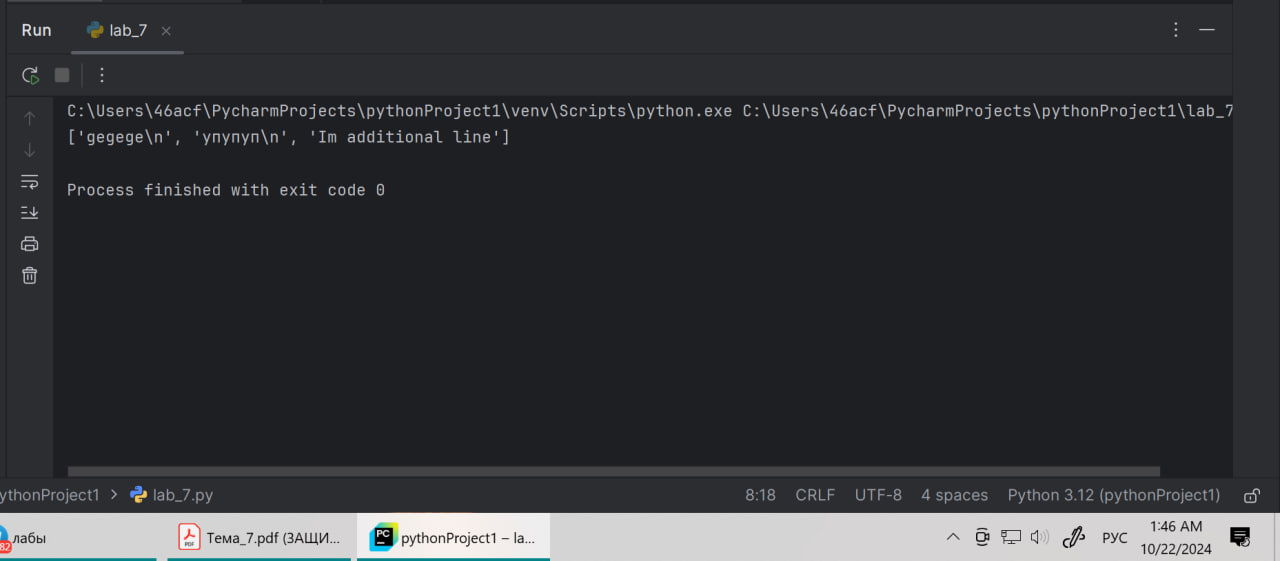 Run lab_7
C:\Users\46acf\PycharmProjects\pythonProject1\venv\Scripts\python.exe C:\Users\46acf\PycharmProjects\pythonProject1\lab_7
['gegege\n', 'упупуп\n', 'Im additional line']
Process finished with exit code 0
ythonProject1 > lab_7.py 8:18 CRLF UTF-8 4 spaces Python 3.12 (pythonProject1)
82 лабы Тема_7.pdf (ЗАЩИ... PC pythonProject1 – la... РУС 1:46 AM
10/22/2024 3